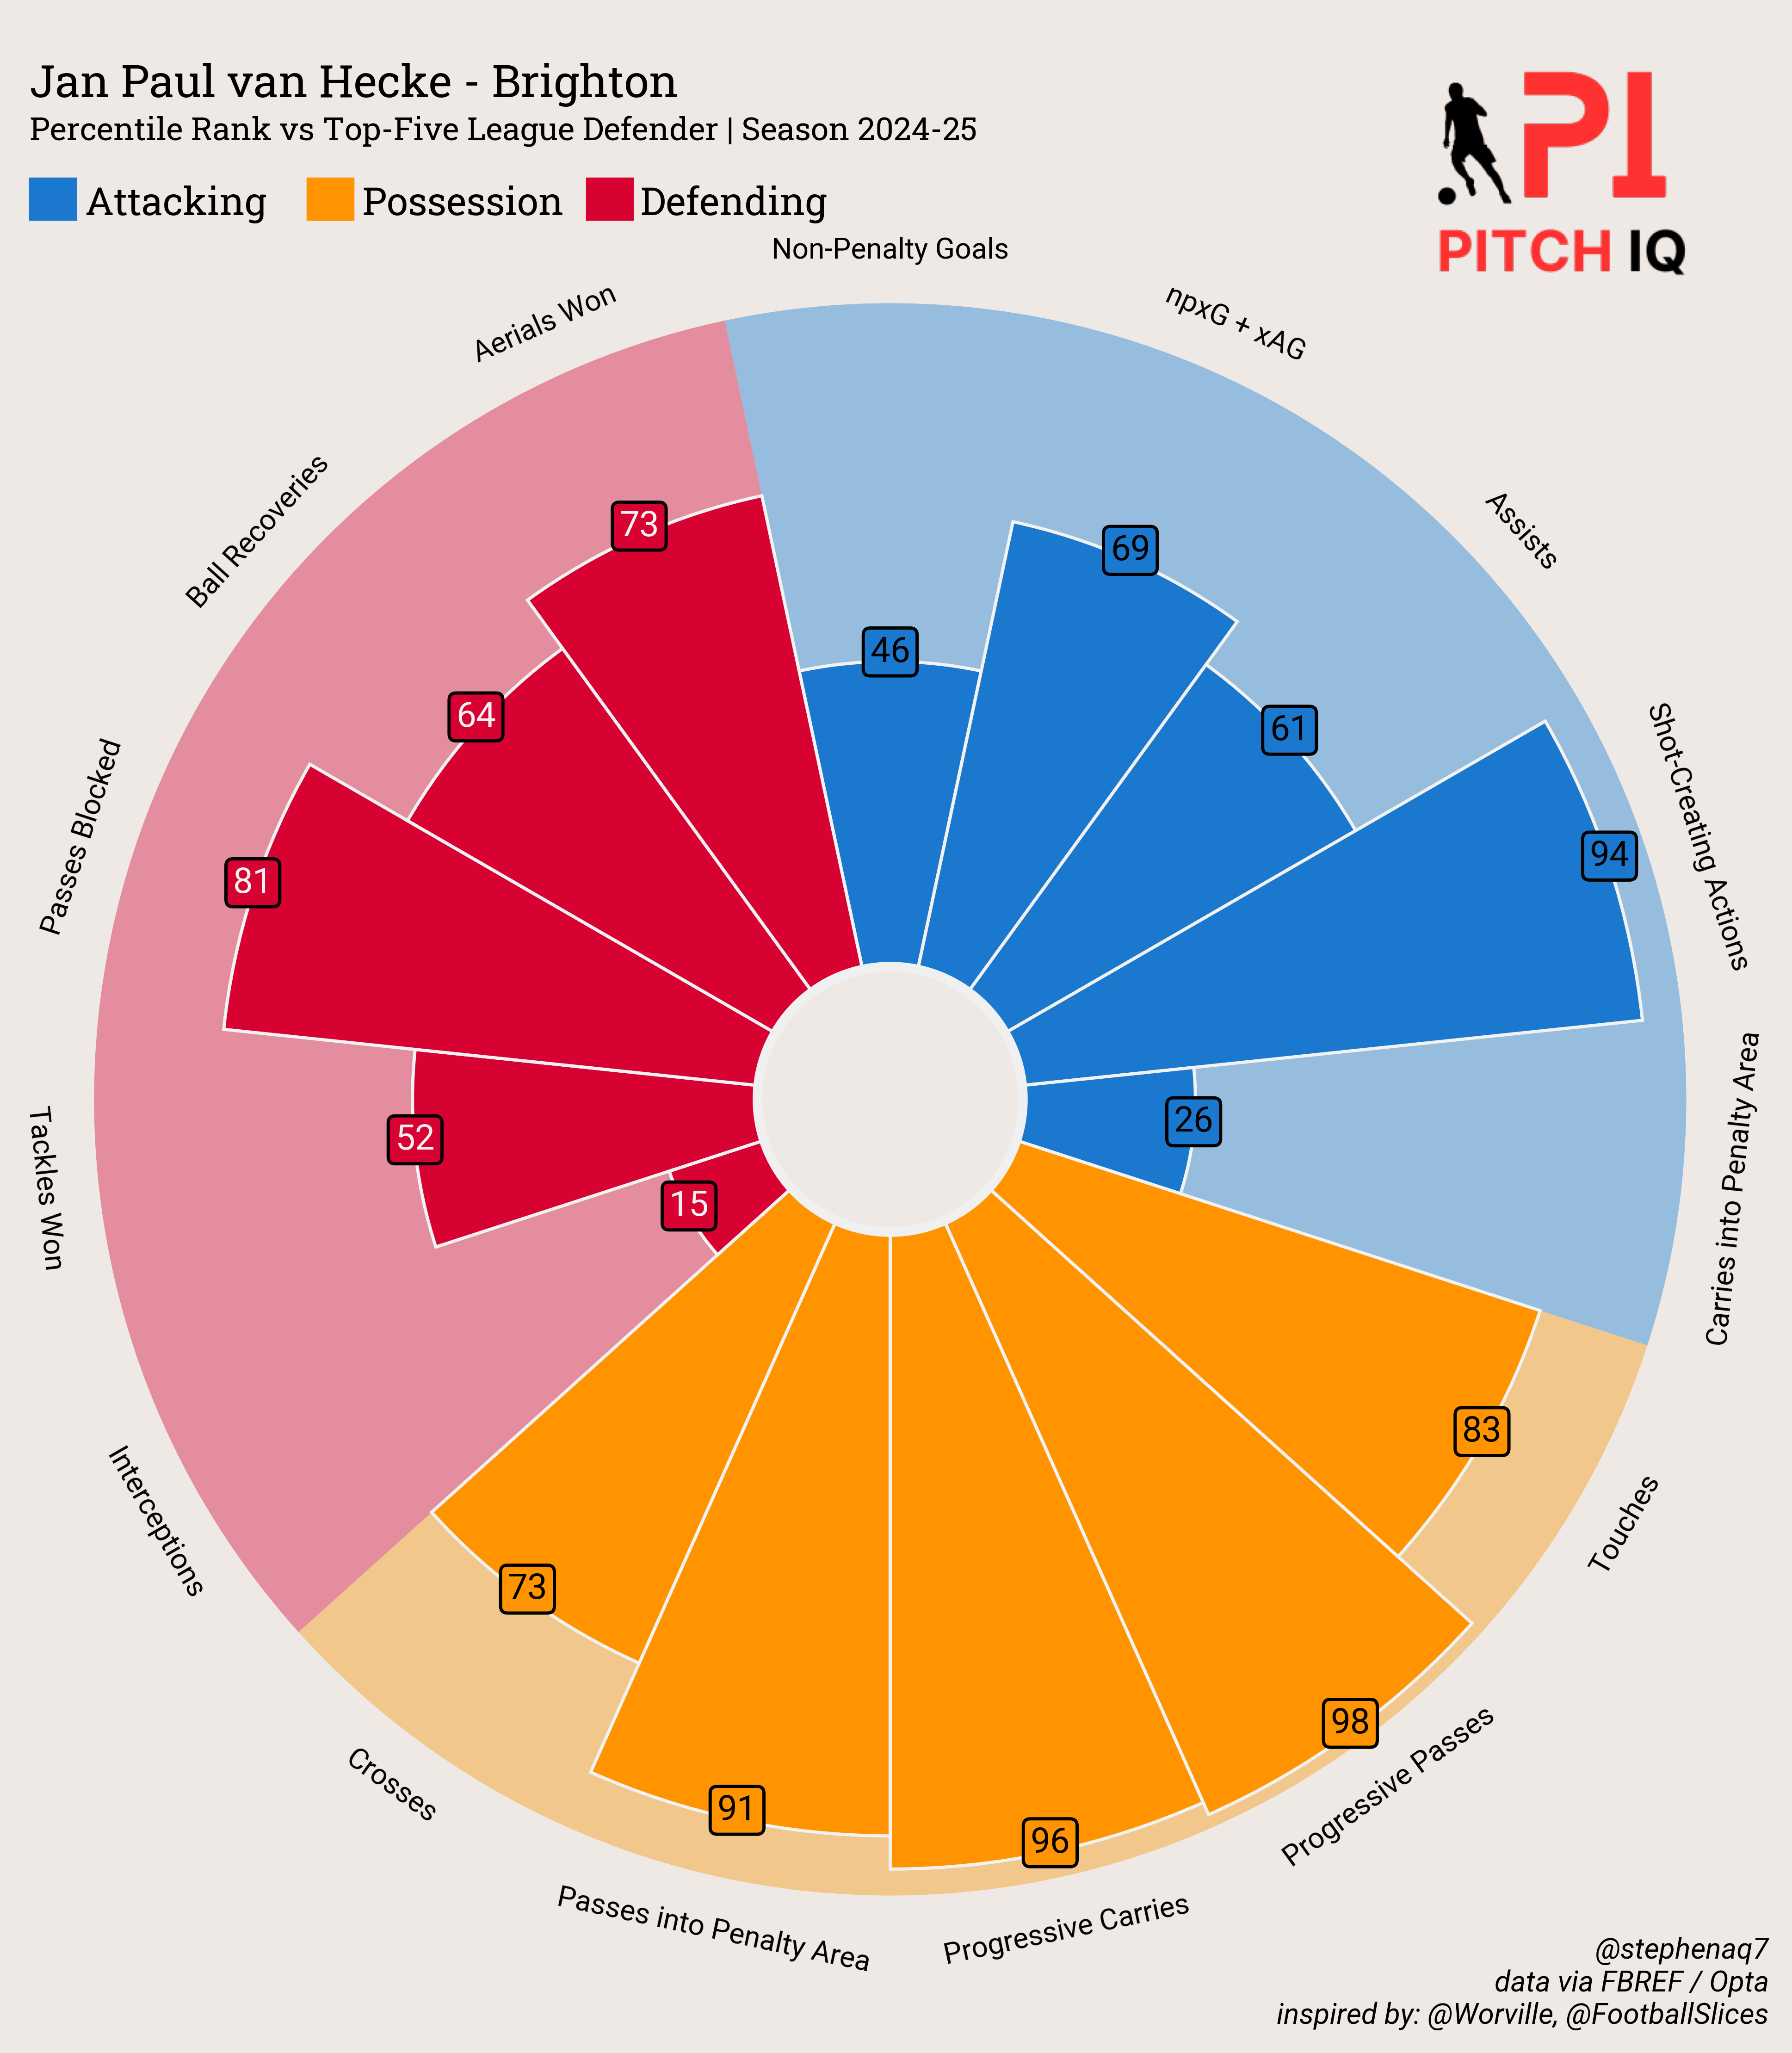 Jan Paul van Hecke - Brighton
Percentile Rank vs Top-Five League Defender | Season 2024-25
Attacking
Possession
Defending
PI
PITCH IQ
Non-Penalty Goals
46
npxG + xAG
69
Assists
61
Shot-Creating Actions
94
Carries into Penalty Area
26
Touches
83
Progressive Passes
98
Progressive Carries
96
Passes into Penalty Area
91
Crosses
73
Interceptions
15
Tackles Won
52
Passes Blocked
81
Ball Recoveries
64
Aerials Won
73
@stephenaq7
data via FBREF / Opta
inspired by: @Worville, @FootballSlices